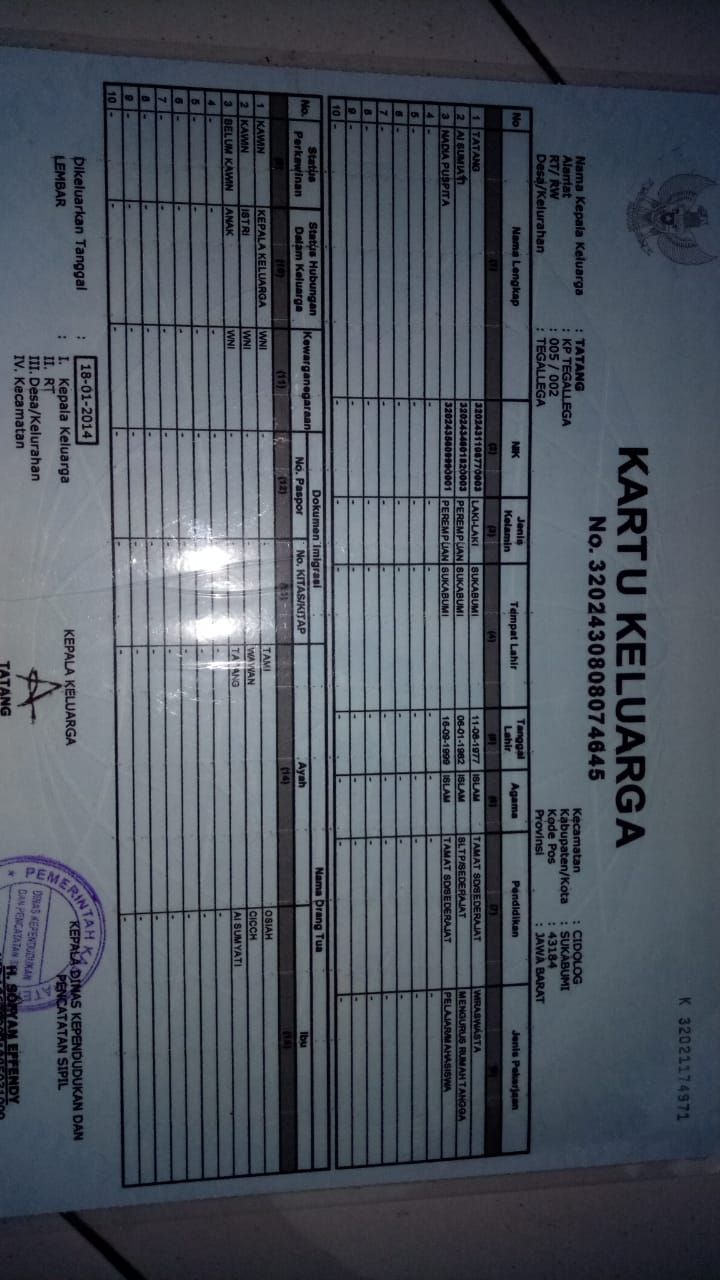 K 32021174971
KARTU KELUARGA
No. 3202430808074645
Nama Kepala Keluarga : TATANG
Alamat : KP TEGALLEGA
RT/ RW : 005 / 002
Desa/Kelurahan : TEGALLEGA
Kecamatan : CIDOLOG
Kabupaten/Kota : SUKABUMI
Kode Pos : 43184
Provinsi : JAWA BARAT
No Nama Lengkap NIK Jenis Kelamin Tempat Lahir Tanggal Lahir Agama Pendidikan Jenis Pekerjaan
(1) (2) (3) (4) (5) (6) (7) (8)
1 TATANG 3202431108770003 LAKI-LAKI SUKABUMI 11-08-1977 ISLAM TAMAT SD/SEDERAJAT WIRASWASTA
2 AI SUMIATI 3202434601820003 PEREMPUAN SUKABUMI 06-01-1982 ISLAM SLTP/SEDERAJAT MENGURUS RUMAH TANGGA
3 NADIA PUSPITA 3202435609990001 PEREMPUAN SUKABUMI 16-09-1999 ISLAM TAMAT SD/SEDERAJAT PELAJAR/MAHASISWA
4 - - - - - - - -
5 - - - - - - - -
6 - - - - - - - -
7 - - - - - - - -
8 - - - - - - - -
9 - - - - - - - -
10 - - - - - - - -
No. Status Perkawinan Status Hubungan Dalam Keluarga Kewarganegaraan Dokumen Imigrasi Nama Orang Tua
No. Paspor No. KITAS/KITAP Ayah Ibu
(9) (10) (11) (12) (13) (14) (15)
1 KAWIN KEPALA KELUARGA WNI - - TAMI OSIAH
2 KAWIN ISTRI WNI - - WAWAN CICCH
3 BELUM KAWIN ANAK WNI - - TATANG AI SUMYATI
4 - - - - - - -
5 - - - - - - -
6 - - - - - - -
7 - - - - - - -
8 - - - - - - -
9 - - - - - - -
10 - - - - - - -
Dikeluarkan Tanggal : 18-01-2014
LEMBAR : I. Kepala Keluarga
II. RT
III. Desa/Kelurahan
IV. Kecamatan
KEPALA KELUARGA
TATANG
KEPALA DINAS KEPENDUDUKAN DAN
PENCATATAN SIPIL
PEMERINTAH KA
DINAS KEPENDUDUKAN
DAN PENCATATAN SI
H. SOFYAN EFFENDY